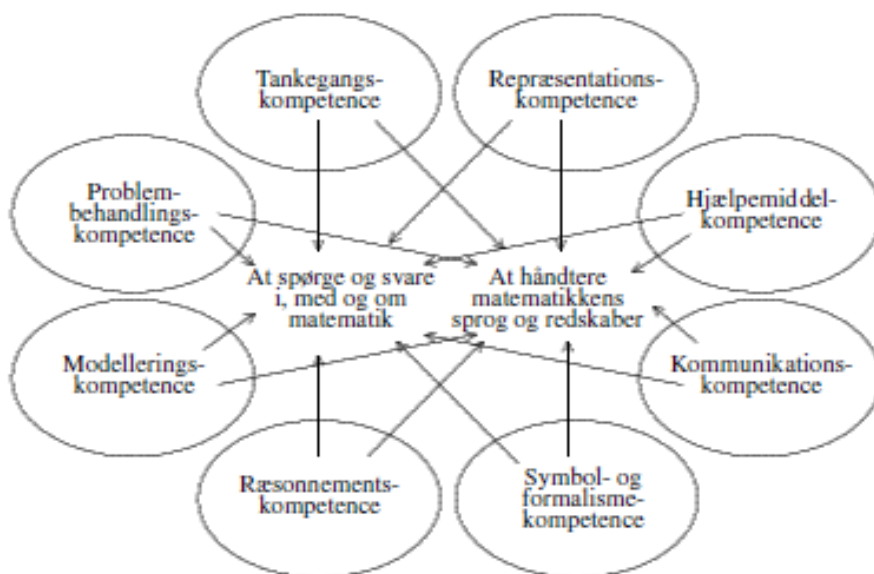 Tankegangs-
kompetence
Repræsentations-
kompetence
Problem-
behandlings-
kompetence
Hjælpemiddel-
kompetence
At spørge og svare
i, med og om
matematik
At håndtere
matematikkens
sprog og redskaber
Modellerings-
kompetence
Kommunikations-
kompetence
Ræsonnements-
kompetence
Symbol- og
formalisme-
kompetence